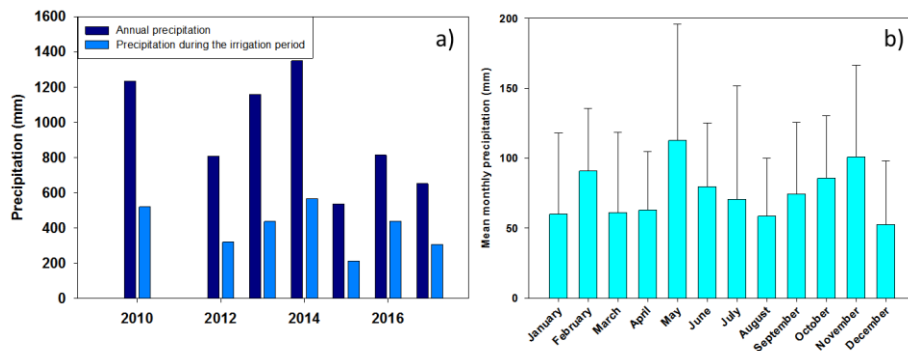 1600
1400
1200
1000
800
600
400
200
0
Precipitation (mm)
Annual precipitation
Precipitation during the irrigation period
a)
2010
2012
2014
2016
200
150
100
50
0
Mean monthly precipitation (mm)
b)
January
February
March
April
May
June
July
August
September
October
November
December